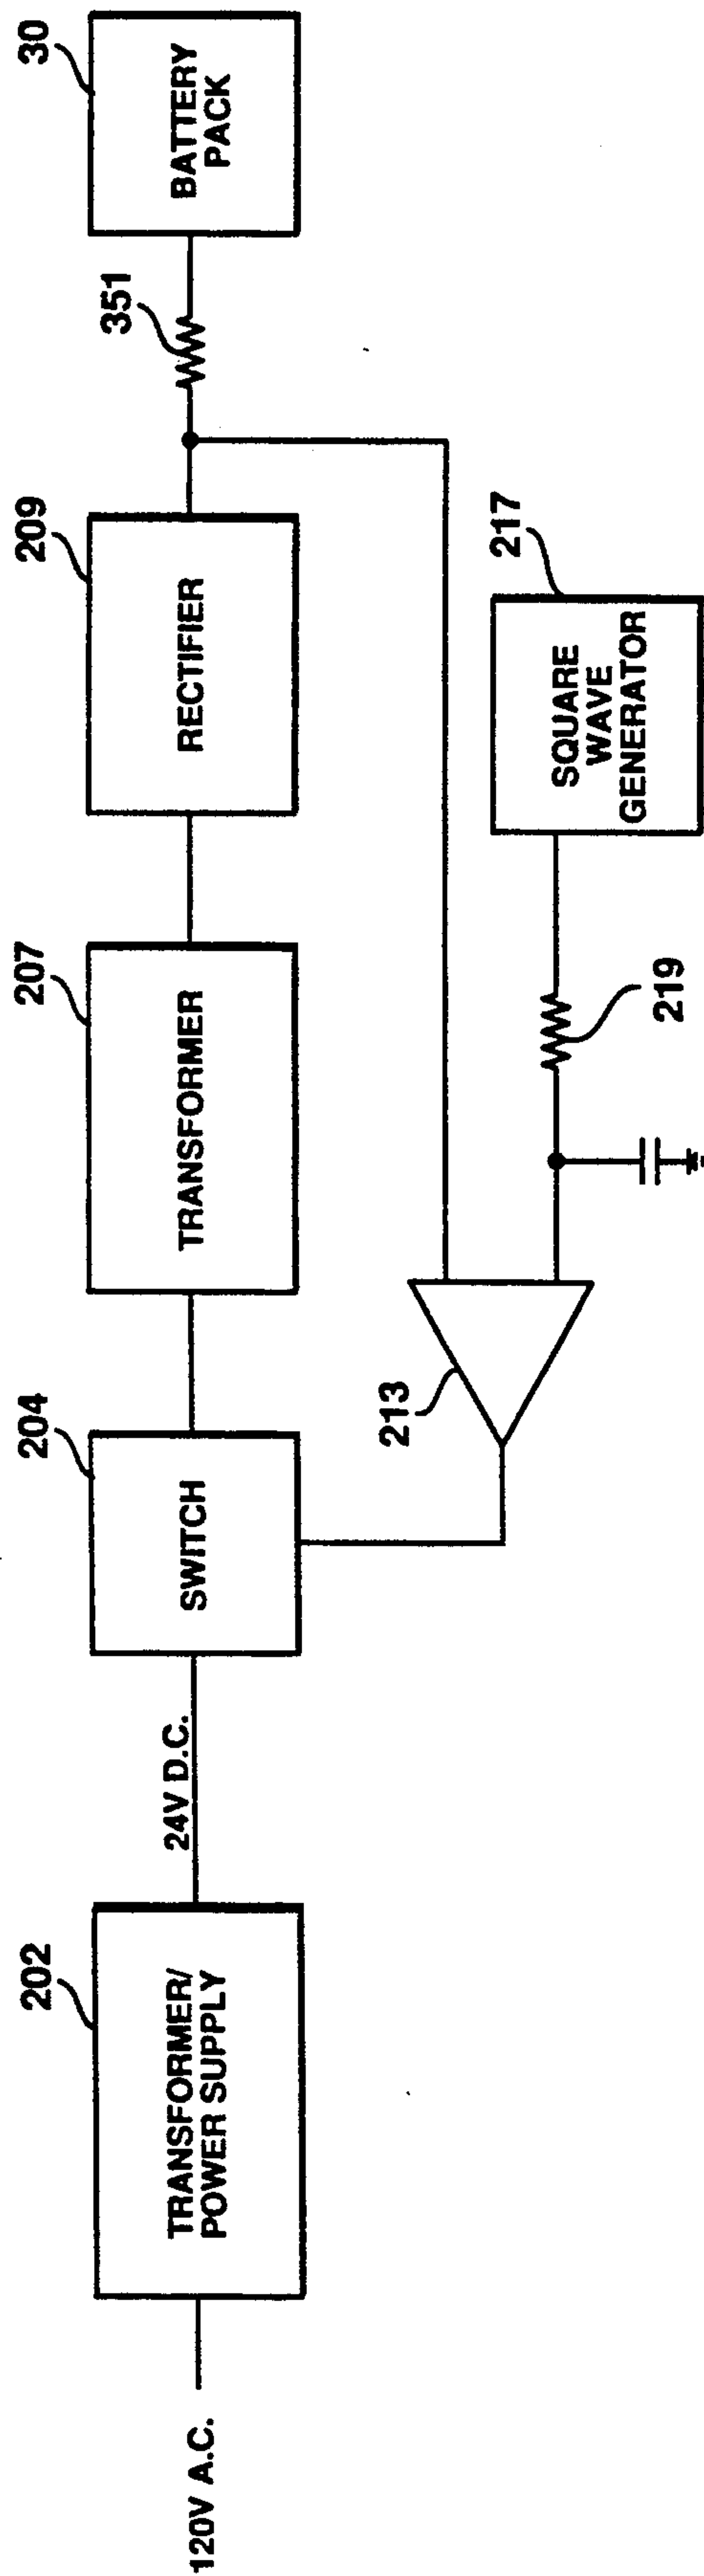 120V A.C.
202
TRANSFORMER/
POWER SUPPLY
24V D.C.
204
SWITCH
207
TRANSFORMER
209
RECTIFIER
351
30
BATTERY
PACK
213
219
217
SQUARE
WAVE
GENERATOR